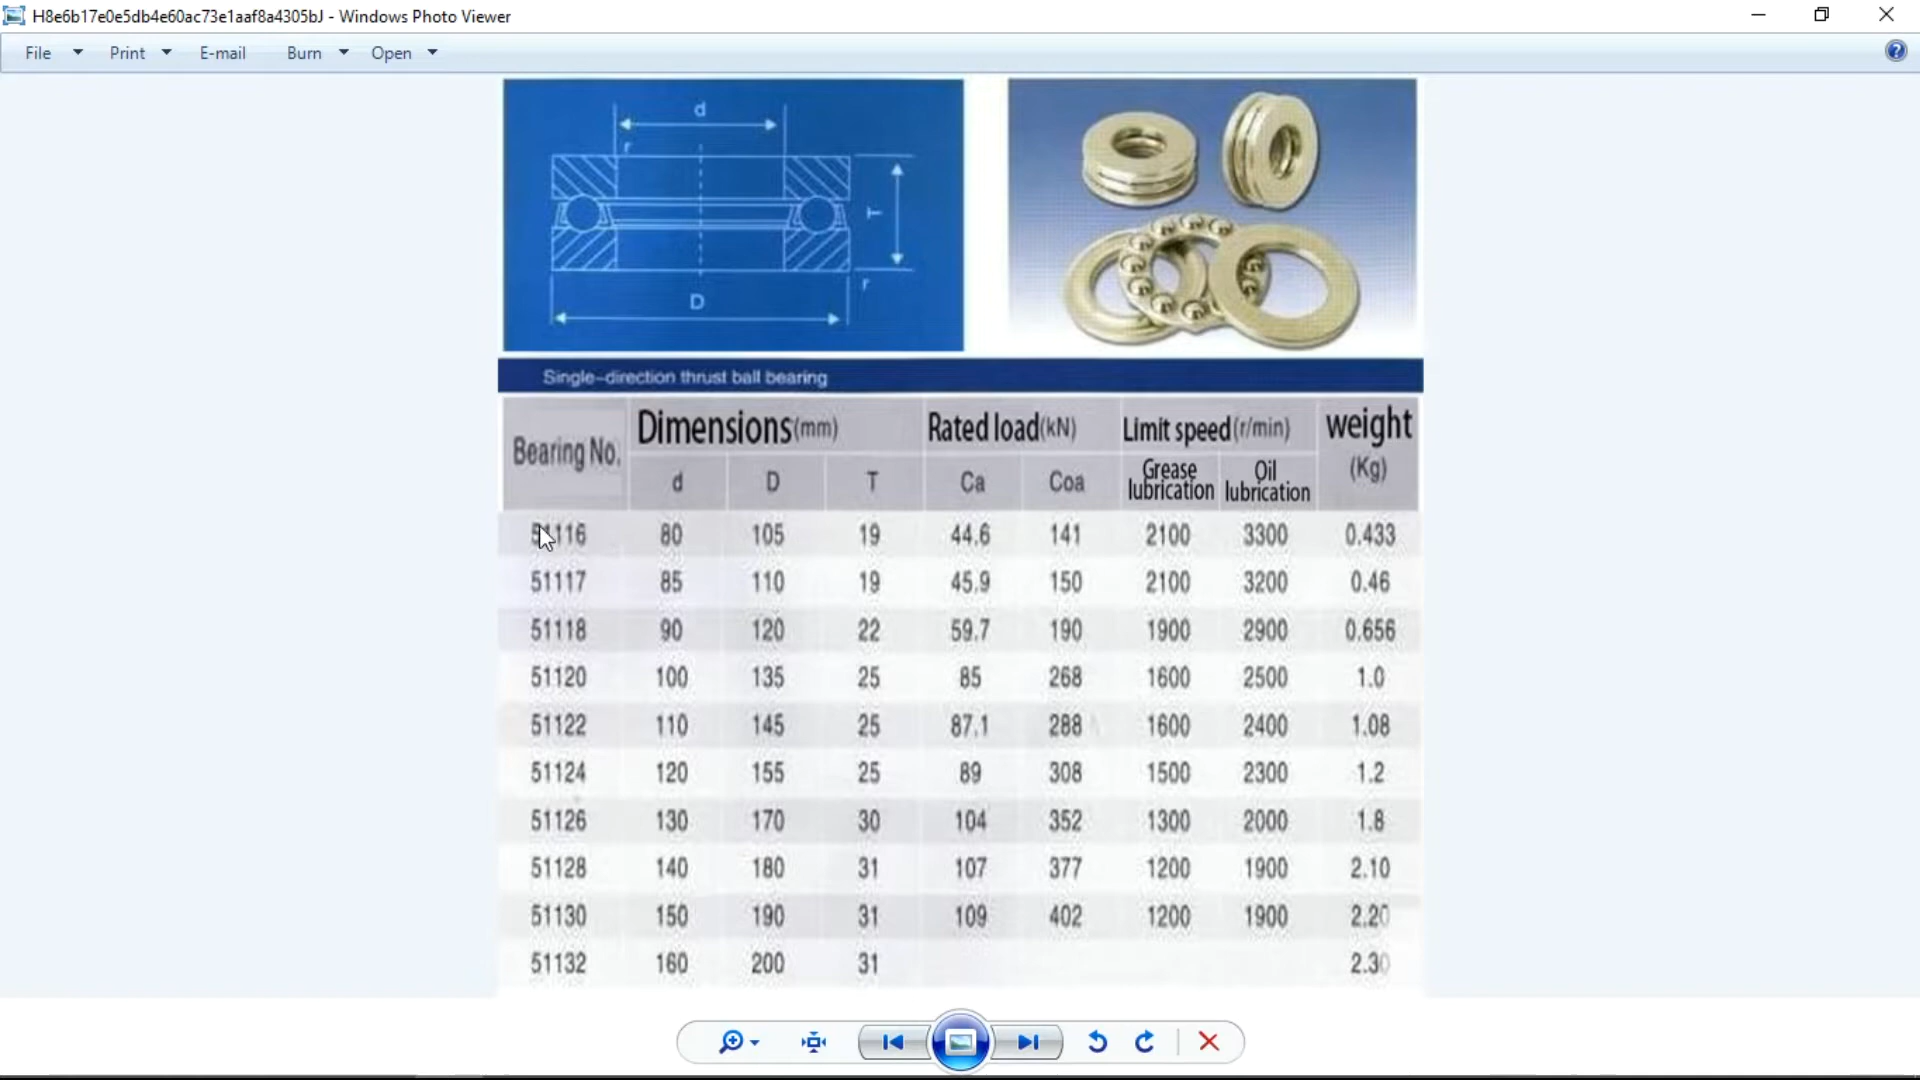 H8e6b17e0e5db4e60ac73e1aaf8a4305bJ - Windows Photo Viewer
File Print E-mail Burn Open
d
r
T
r
D
Single-direction thrust ball bearing
Bearing No. Dimensions(mm) Rated load(kN) Limit speed(r/min) weight (Kg)
d D T Ca Coa Grease lubrication Oil lubrication
51116 80 105 19 44.6 141 2100 3300 0.433
51117 85 110 19 45.9 150 2100 3200 0.46
51118 90 120 22 59.7 190 1900 2900 0.656
51120 100 135 25 85 268 1600 2500 1.0
51122 110 145 25 87.1 288 1600 2400 1.08
51124 120 155 25 89 308 1500 2300 1.2
51126 130 170 30 104 352 1300 2000 1.8
51128 140 180 31 107 377 1200 1900 2.10
51130 150 190 31 109 402 1200 1900 2.20
51132 160 200 31 2.30